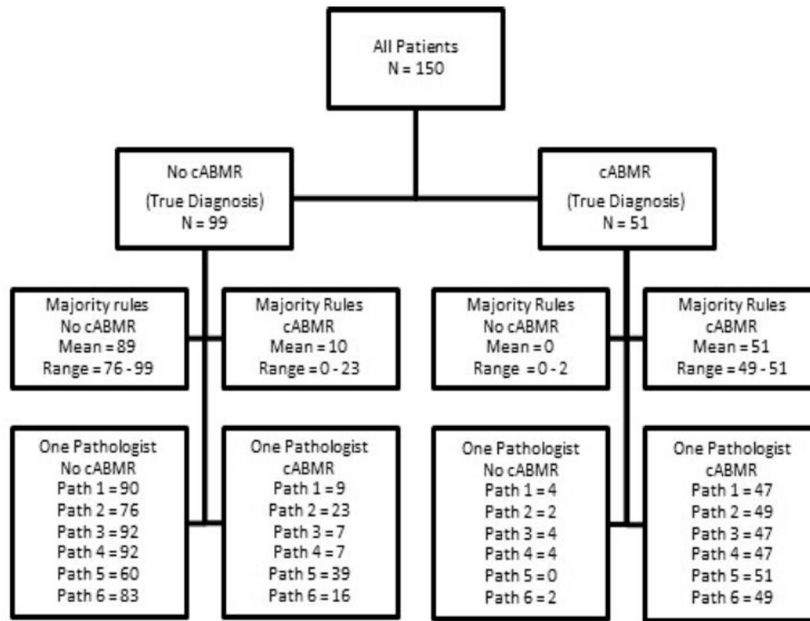 All Patients
N = 150
No cABMR
(True Diagnosis)
N = 99
cABMR
(True Diagnosis)
N = 51
Majority rules
No cABMR
Mean = 89
Range = 76 - 99
Majority Rules
cABMR
Mean = 10
Range = 0 - 23
Majority Rules
No cABMR
Mean = 0
Range = 0 - 2
Majority Rules
cABMR
Mean = 51
Range = 49 - 51
One Pathologist
No cABMR
Path 1 = 90
Path 2 = 76
Path 3 = 92
Path 4 = 92
Path 5 = 60
Path 6 = 83
One Pathologist
cABMR
Path 1 = 9
Path 2 = 23
Path 3 = 7
Path 4 = 7
Path 5 = 39
Path 6 = 16
One Pathologist
No cABMR
Path 1 = 4
Path 2 = 2
Path 3 = 4
Path 4 = 4
Path 5 = 0
Path 6 = 2
One Pathologist
cABMR
Path 1 = 47
Path 2 = 49
Path 3 = 47
Path 4 = 47
Path 5 = 51
Path 6 = 49